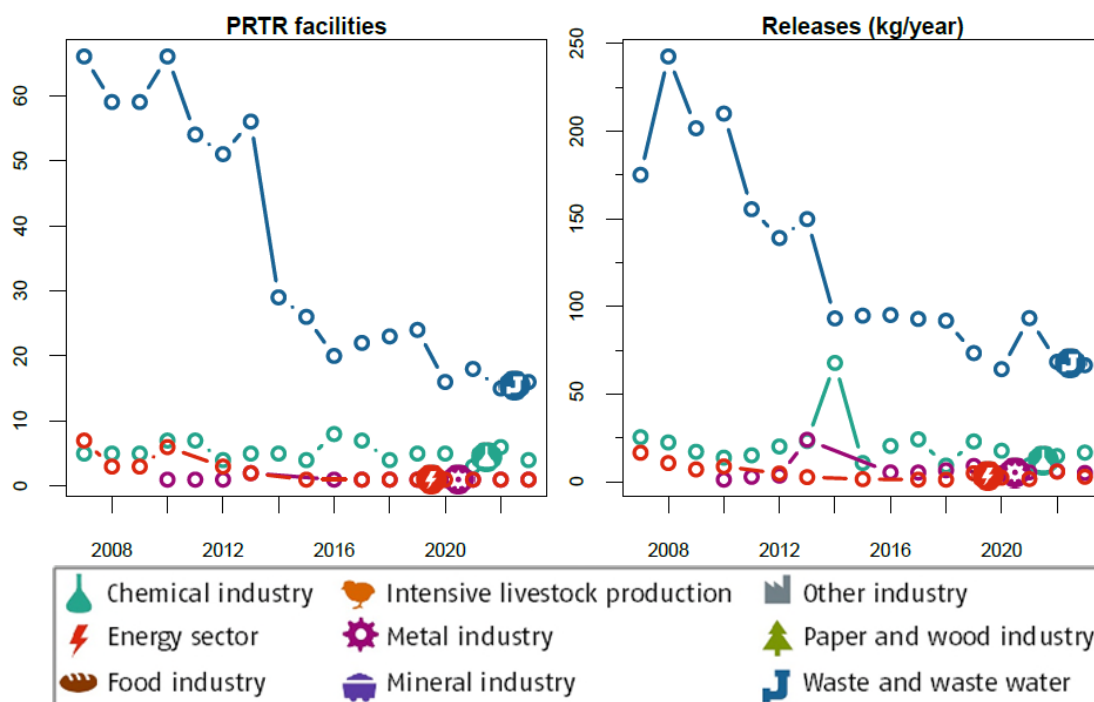 PRTR facilities
60
50
40
30
20
10
0
2008 2012 2016 2020
Releases (kg/year)
250
200
150
100
50
0
2008 2012 2016 2020
Chemical industry Intensive livestock production Other industry
Energy sector Metal industry Paper and wood industry
Food industry Mineral industry Waste and waste water